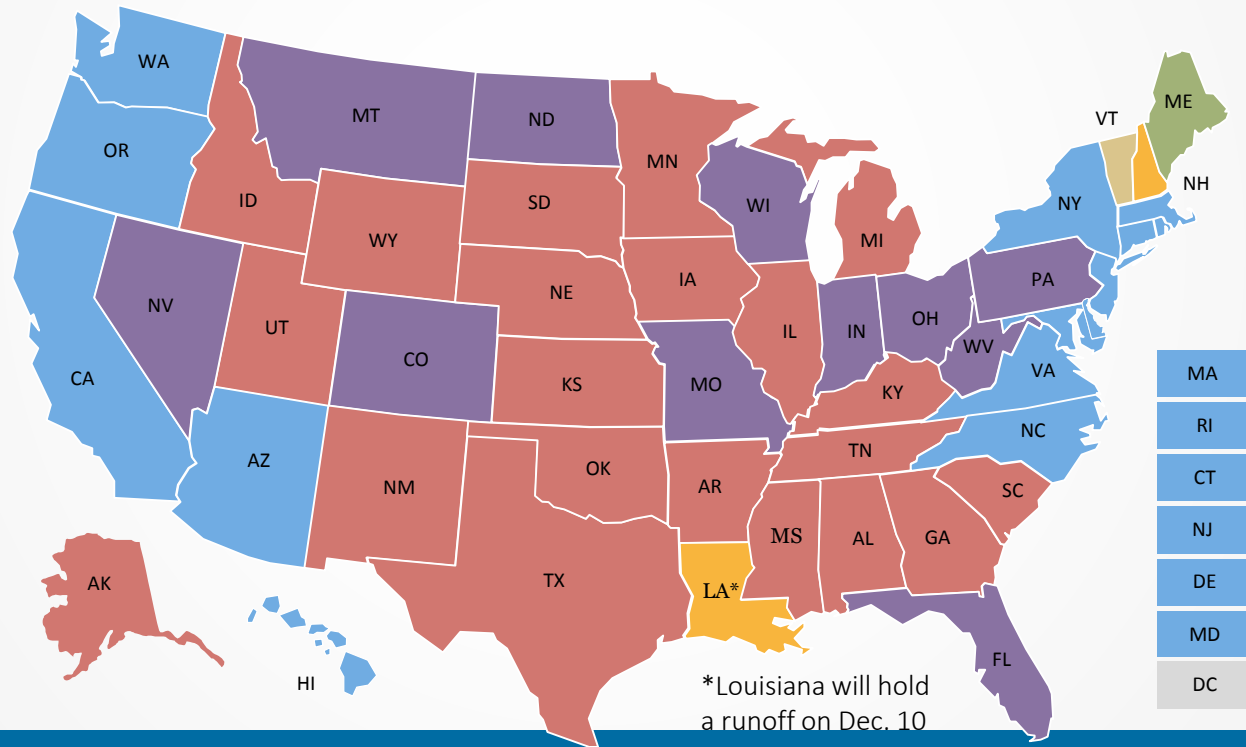 WA
MT
ND
MN
OR
ID
SD
WI
MI
VT
ME
NH
NY
WY
NV
UT
CO
NE
IA
IL
IN
OH
PA
WV
VA
CA
KS
MO
KY
NC
AZ
NM
OK
AR
TN
SC
MS
AL
GA
TX
LA*
FL
AK
HI
MA
RI
CT
NJ
DE
MD
DC
*Louisiana will hold
a runoff on Dec. 10